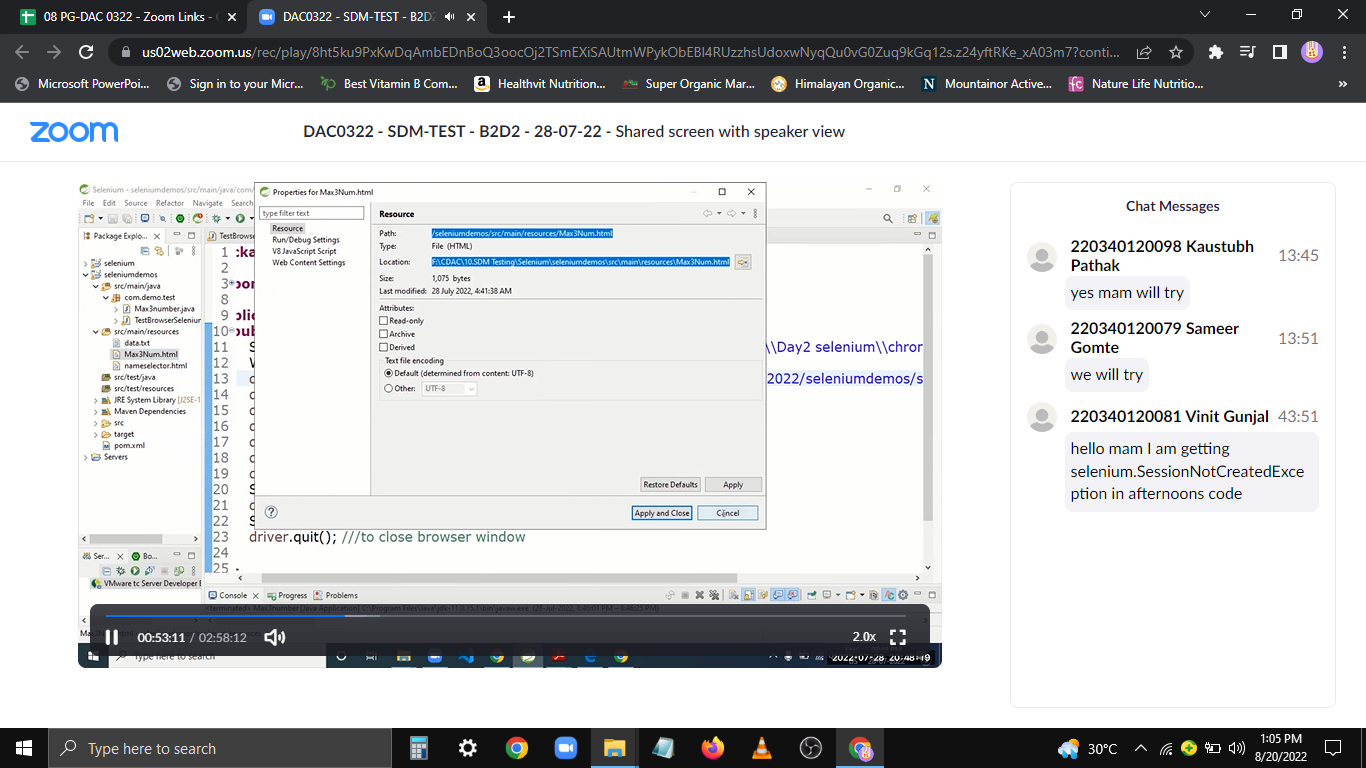 08 PG-DAC 0322 - Zoom Links -
DAC0322 - SDM-TEST - B2D2
us02web.zoom.us/rec/play/8ht5ku9PxKwDqAmbEDnBoQ3oocOj2TSmEXiSAUtmWPykObEBl4RUzzhsUdoxwNyqQu0vG0Zuq9kGq12s.z24yftRKe_xA03m7?conti...
Microsoft PowerPoi...
Sign in to your Micr...
Best Vitamin B Com...
Healthvit Nutrition...
Super Organic Mar...
Himalayan Organic...
Mountainor Active...
Nature Life Nutritio...
zoom
DAC0322 - SDM-TEST - B2D2 - 28-07-22 - Shared screen with speaker view
Selenium - seleniumdemos/src/main/java/com/
File Edit Source Refactor Navigate Search
Package Explo...
selenium
seleniumdemos
src/main/java
com.demo.test
Max3number.java
TestBrowserSeleniu
src/main/resources
data.txt
Max3Num.html
nameselector.html
src/test/java
src/test/resources
JRE System Library [J2SE-1
Maven Dependencies
src
target
pom.xml
Servers
Ser...
Bo...
VMware tc Server Developer E
TestBrowse
1
2
3
8
9
10
11
12
13
14
15
16
17
18
19
20
21
22
23 driver.quit(); ///to close browser window
24
25
\\Day2 selenium\\chron
2022/seleniumdemos/s
Properties for Max3Num.html
type filter text
Resource
Run/Debug Settings
V8 JavaScript Script
Web Content Settings
Resource
Path: /seleniumdemos/src/main/resources/Max3Num.html
Type: File (HTML)
Location: F:\CDAC\10.SDM Testing\Selenium\seleniumdemos\src\main\resources\Max3Num.html
Size: 1,075 bytes
Last modified: 28 July 2022, 4:41:38 AM
Attributes:
Read-only
Archive
Derived
Text file encoding
Default (determined from content: UTF-8)
Other: UTF-8
Restore Defaults
Apply
Apply and Close
Cancel
Console
Progress
Problems
<terminated> Max3number [Java Application] C:\Program Files\Java\jdk-11.0.15.1\bin\javaw.exe
00:53:11 / 02:58:12
2.0x
Type here to search
2022-07-28 20:48:19
Chat Messages
220340120098 Kaustubh Pathak 13:45
yes mam will try
220340120079 Sameer Gomte 13:51
we will try
220340120081 Vinit Gunjal 43:51
hello mam I am getting
selenium.SessionNotCreatedExce
ption in afternoons code
Type here to search
30°C
1:05 PM
8/20/2022